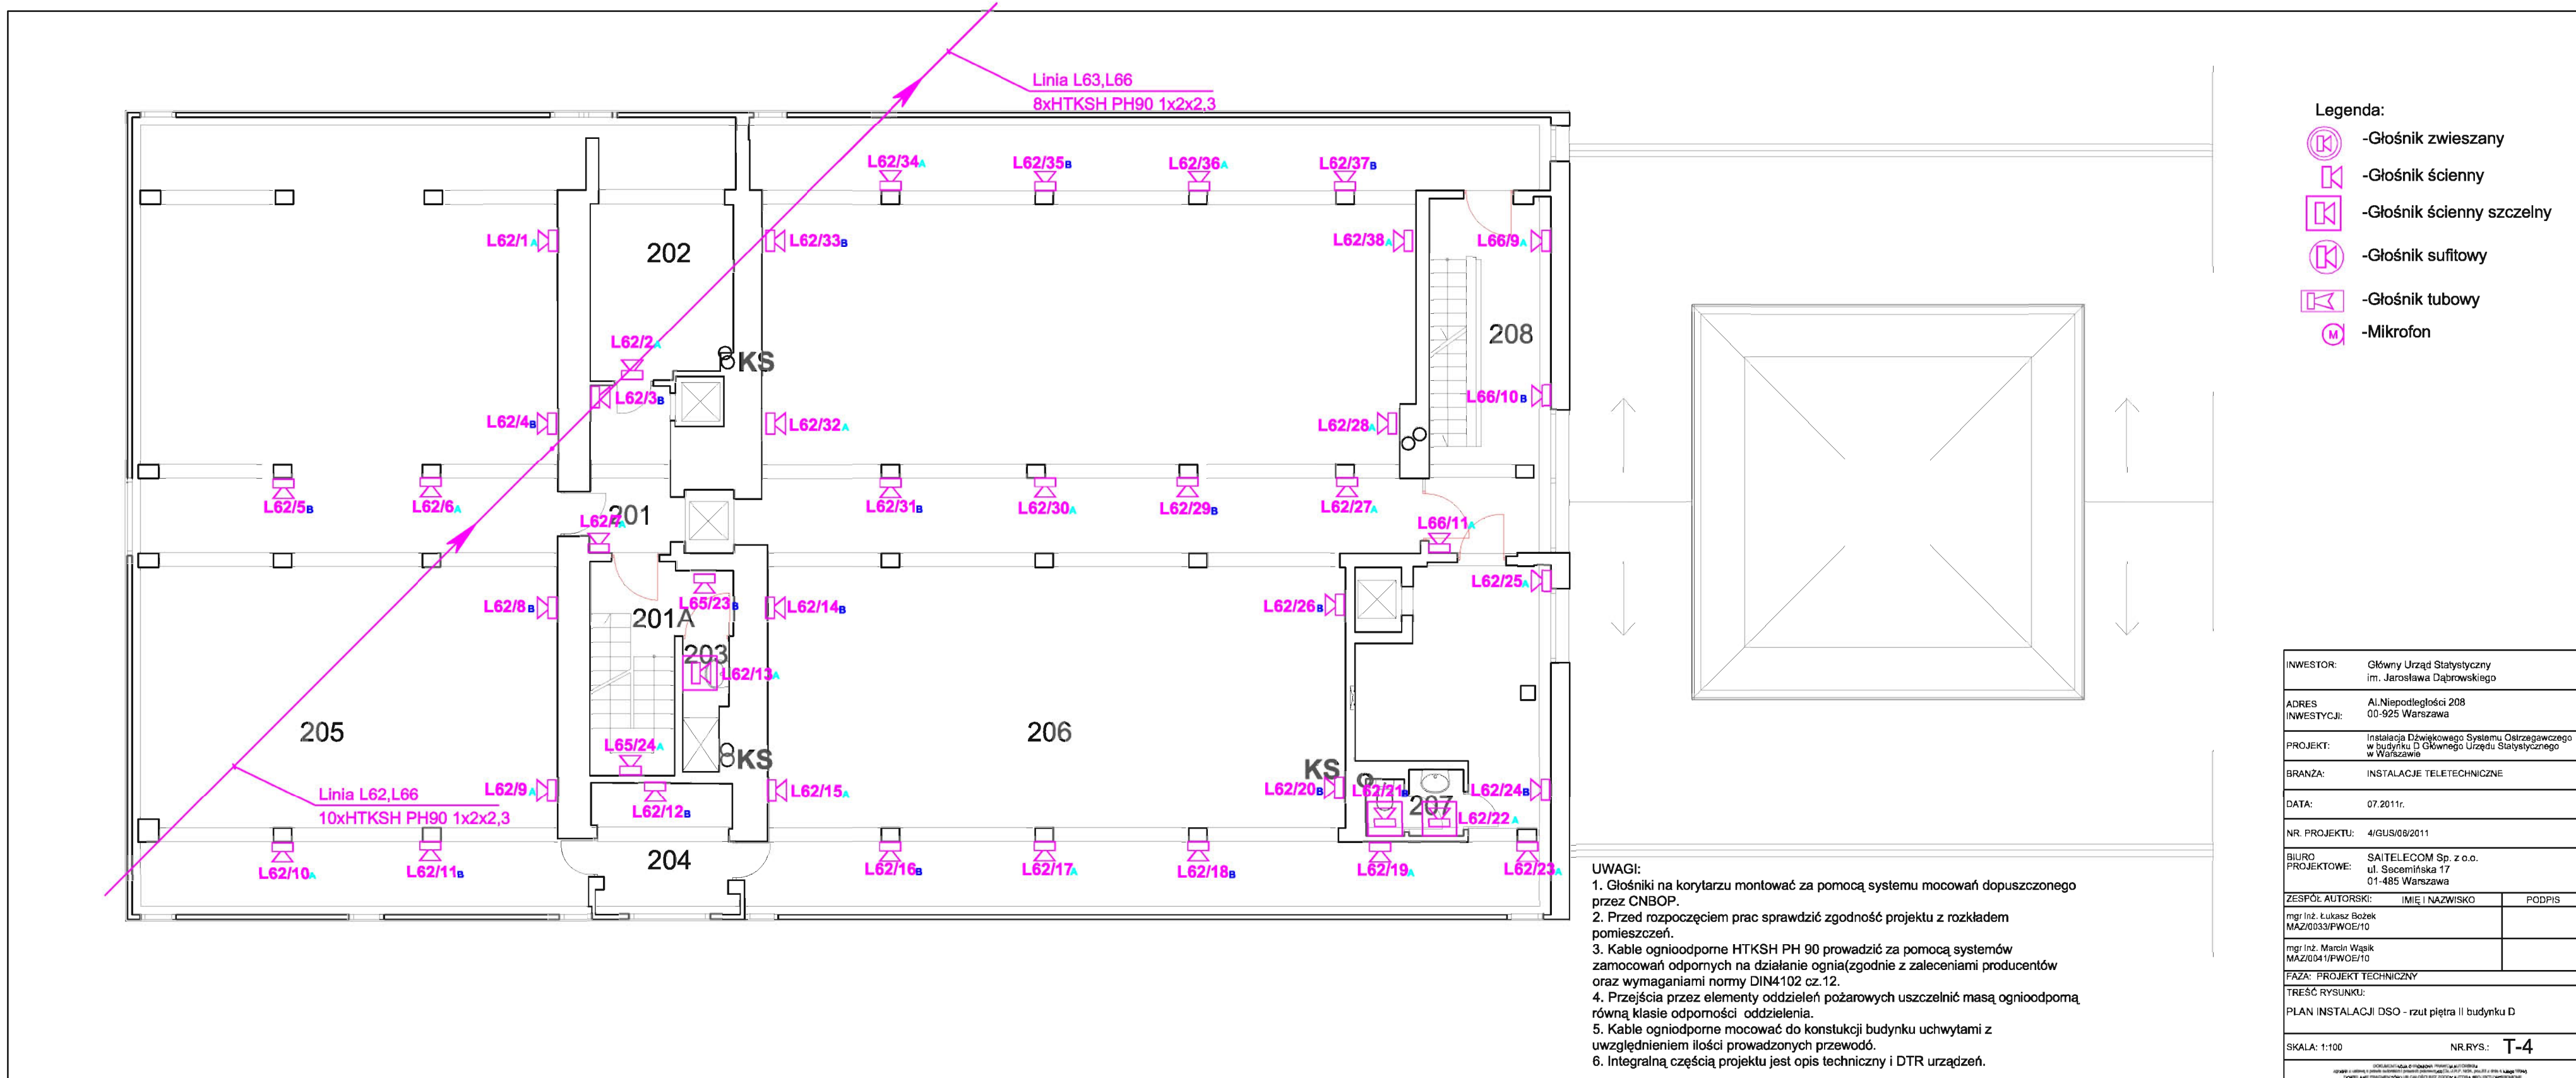 Linia L63,L66
8xHTKSH PH90 1x2x2,3
L62/34A
L62/35B
L62/36A
L62/37B
L62/1A
202
L62/33B
L62/38A
L66/9A
208
L62/2A
KS
L62/3B
L66/10B
L62/4B
L62/32A
L62/28A
L62/5B
L62/6A
L62/7A
201
L62/31B
L62/30A
L62/29B
L62/27A
L66/11A
L62/8B
L65/23B
201A
L62/14B
L62/26B
L62/25A
203
L62/13A
205
206
L65/24A
KS
KS
Linia L62,L66
10xHTKSH PH90 1x2x2,3
L62/9A
L62/12B
L62/15A
L62/20B
L62/21B
207
L62/24B
L62/22A
L62/10A
L62/11B
204
L62/16B
L62/17A
L62/18B
L62/19A
L62/23A
Legenda:
-Głośnik zwieszany
-Głośnik ścienny
-Głośnik ścienny szczelny
-Głośnik sufitowy
-Głośnik tubowy
M
-Mikrofon
UWAGI:
1. Głośniki na korytarzu montować za pomocą systemu mocowań dopuszczonego
przez CNBOP.
2. Przed rozpoczęciem prac sprawdzić zgodność projektu z rozkładem
pomieszczeń.
3. Kable ognioodporne HTKSH PH 90 prowadzić za pomocą systemów
zamocowań odpornych na działanie ognia(zgodnie z zaleceniami producentów
oraz wymaganiami normy DIN4102 cz.12.
4. Przejścia przez elementy oddzieleń pożarowych uszczelnić masą ognioodporną
równą klasie odporności oddzielenia.
5. Kable ogniodporne mocować do konstukcji budynku uchwytami z
uwzględnieniem ilości prowadzonych przewodó.
6. Integralną częścią projektu jest opis techniczny i DTR urządzeń.
INWESTOR: Główny Urząd Statystyczny
im. Jarosława Dąbrowskiego
ADRES INWESTYCJI: Al.Niepodległości 208
00-925 Warszawa
PROJEKT: Instalacja Dźwiękowego Systemu Ostrzegawczego
w budynku D Głównego Urzędu Statystycznego
w Warszawie
BRANŻA: INSTALACJE TELETECHNICZNE
DATA: 07.2011r.
NR. PROJEKTU: 4/GUS/06/2011
BIURO PROJEKTOWE: SAITELECOM Sp. z o.o.
ul. Secemińska 17
01-485 Warszawa
ZESPÓŁ AUTORSKI: IMIĘ I NAZWISKO PODPIS
mgr inż. Łukasz Bożek
MAZ/0033/PWOE/10
mgr inż. Marcin Wąsik
MAZ/0041/PWOE/10
FAZA: PROJEKT TECHNICZNY
TREŚĆ RYSUNKU:
PLAN INSTALACJI DSO - rzut piętra II budynku D
SKALA: 1:100 NR.RYS.: T-4